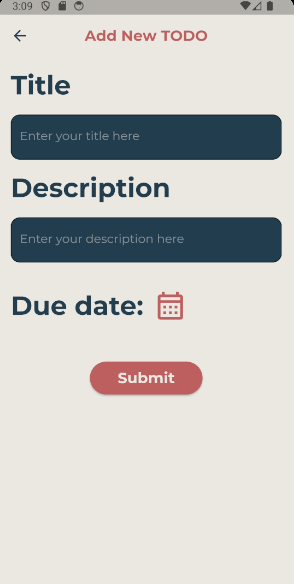 3:09
Add New TODO
Title
Enter your title here
Description
Enter your description here
Due date:
Submit